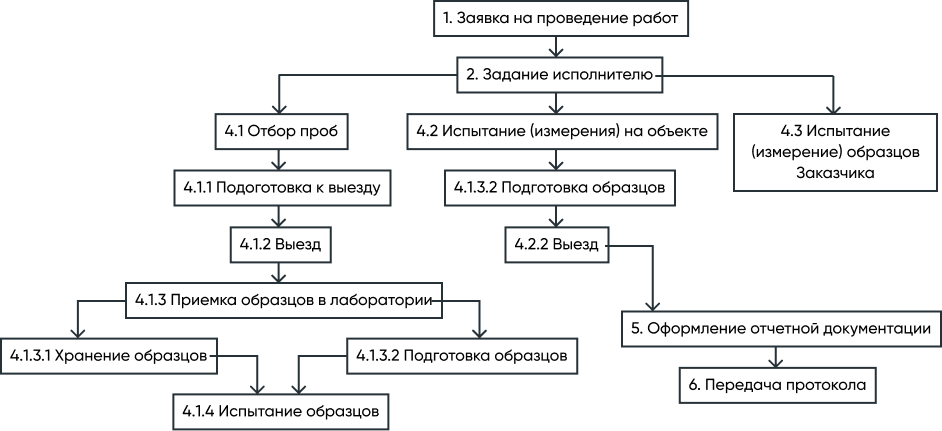 1. Заявка на проведение работ
2. Задание исполнителю
4.1 Отбор проб
4.2 Испытание (измерения) на объекте
4.3 Испытание
(измерение) образцов
Заказчика
4.1.1 Подоготовка к выезду
4.1.3.2 Подготовка образцов
4.1.2 Выезд
4.2.2 Выезд
4.1.3 Приемка образцов в лаборатории
5. Оформление отчетной документации
4.1.3.1 Хранение образцов
4.1.3.2 Подготовка образцов
6. Передача протокола
4.1.4 Испытание образцов